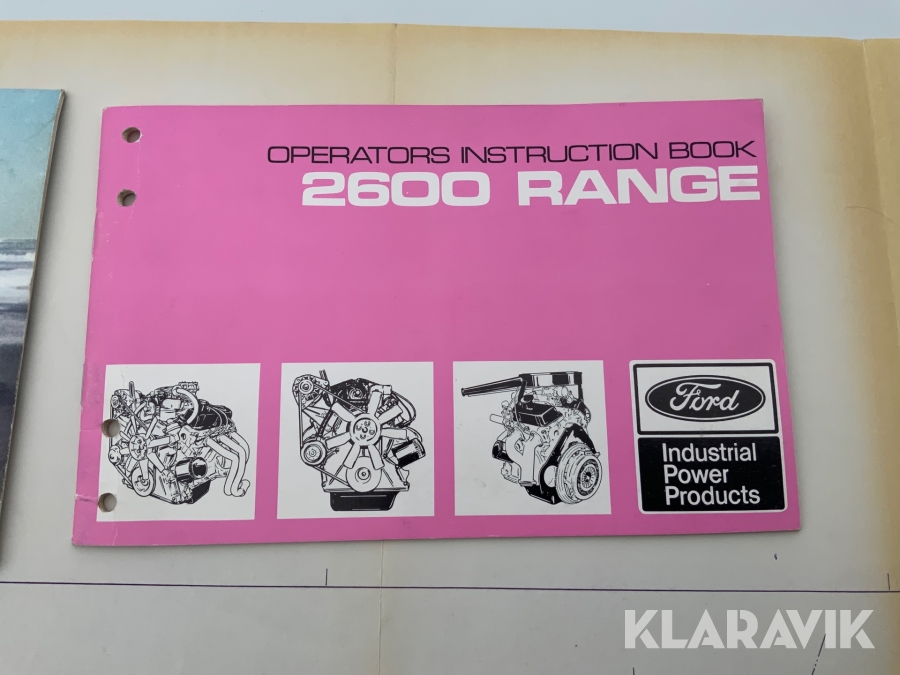 OPERATORS INSTRUCTION BOOK
2600 RANGE
Ford
Industrial
Power
Products
KLARAVIK